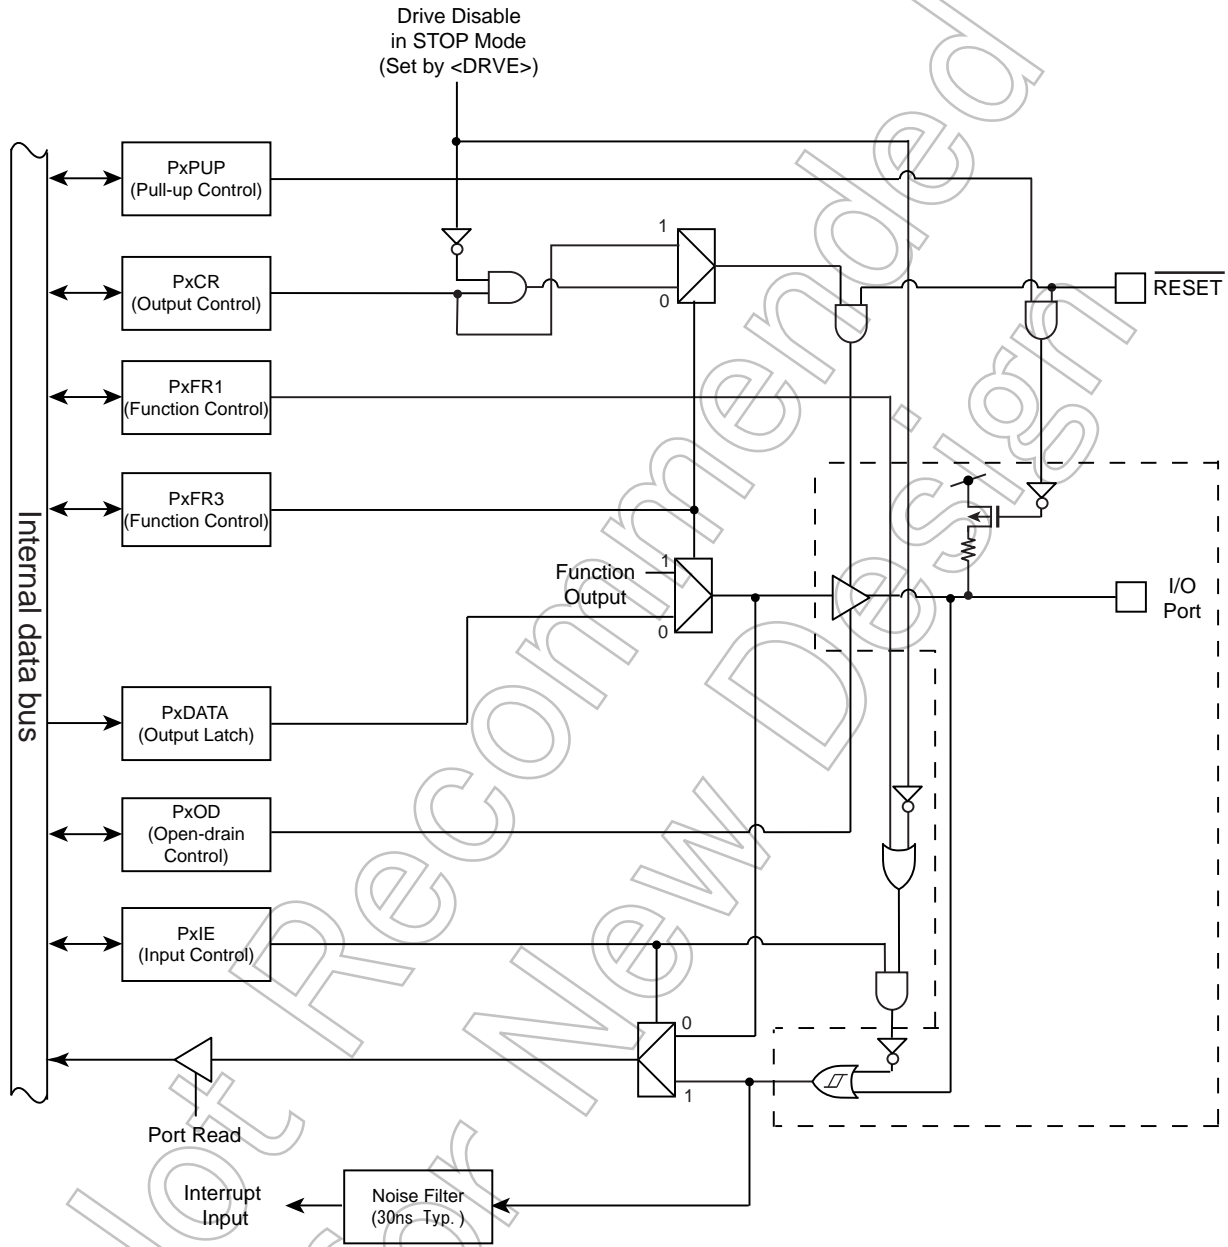 Drive Disable
in STOP Mode
(Set by <DRVE>)
PxPUP
(Pull-up Control)
1
PxCR
(Output Control)
0
RESET
PxFR1
(Function Control)
PxFR3
(Function Control)
Internal data bus
1
Function
Output
0
I/O
Port
PxDATA
(Output Latch)
PxOD
(Open-drain
Control)
PxIE
(Input Control)
0
1
Port Read
Interrupt
Input
Noise Filter
(30ns Typ.)
Not Recommended
for New Design